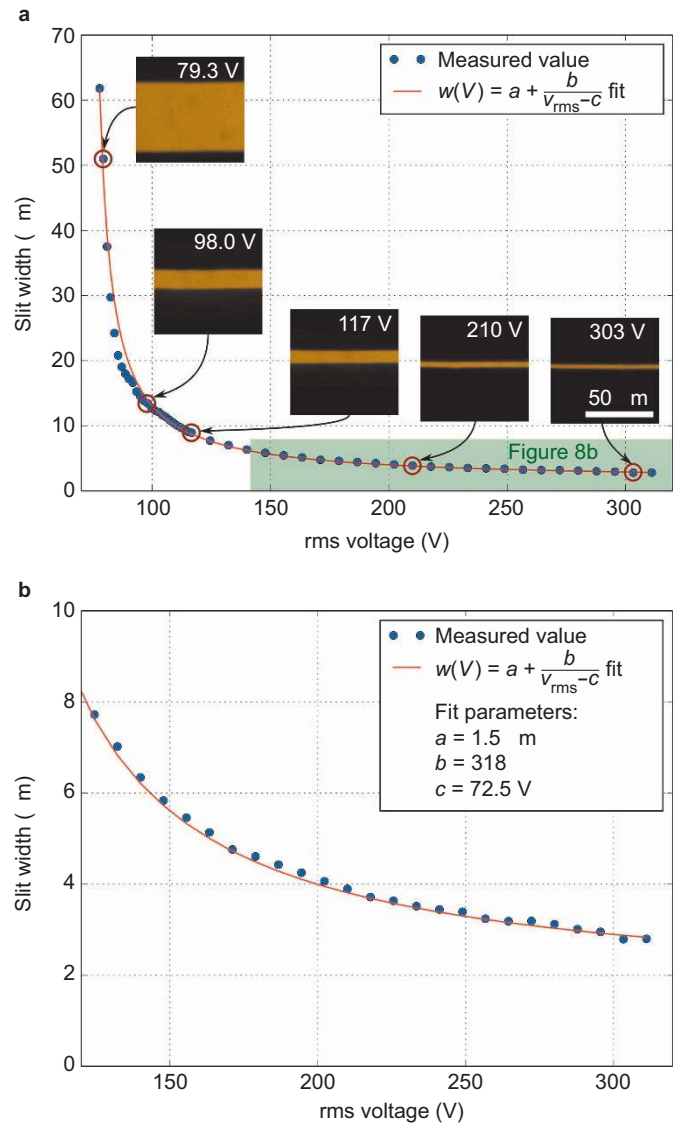 a
70
60
50
40
30
20
10
0
Slit width ( m)
79.3 V
98.0 V
117 V
210 V
303 V
50 m
Measured value
w(V) = a + b/(v_rms−c) fit
Figure 8b
100
150
200
250
300
rms voltage (V)
b
10
8
6
4
2
0
Slit width ( m)
Measured value
w(V) = a + b/(v_rms−c) fit
Fit parameters:
a = 1.5 m
b = 318
c = 72.5 V
150
200
250
300
rms voltage (V)